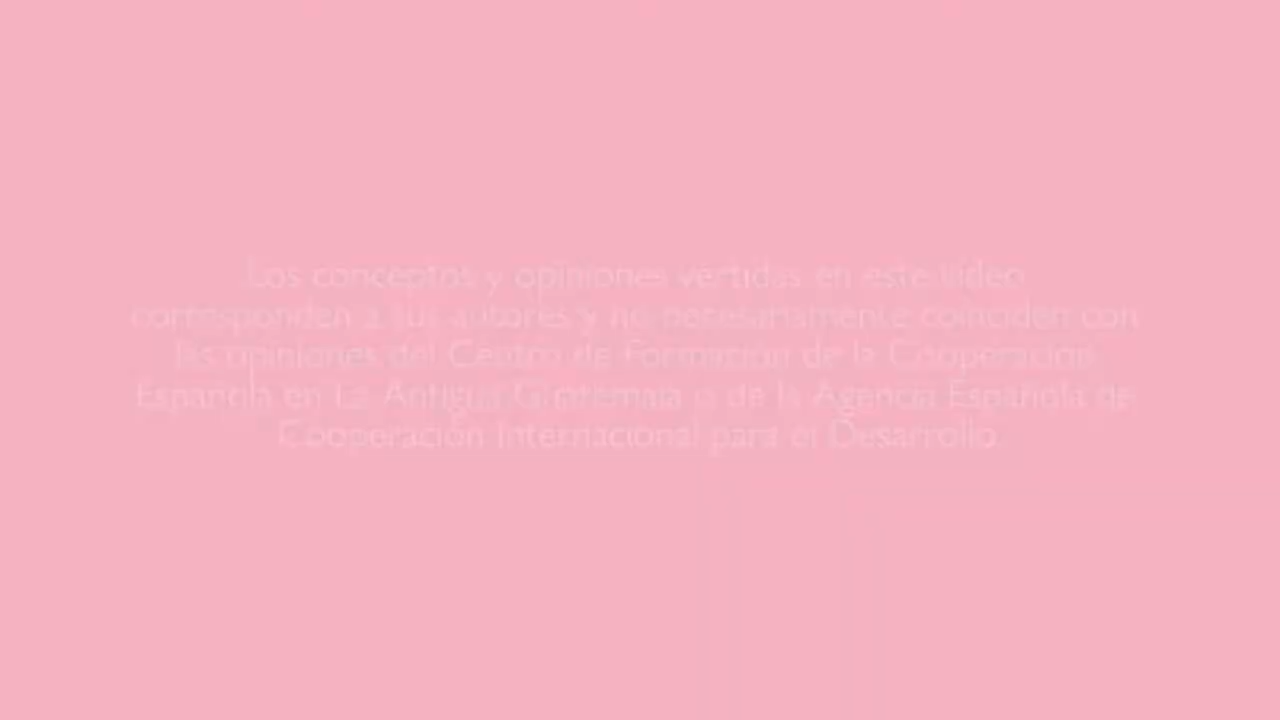 Los conceptos y opiniones vertidas en este video
corresponden a sus autores y no necesariamente coinciden con
las opiniones del Centro de Formación de la Cooperación
Española en La Antigua Guatemala o de la Agencia Española de
Cooperación Internacional para el Desarrollo.